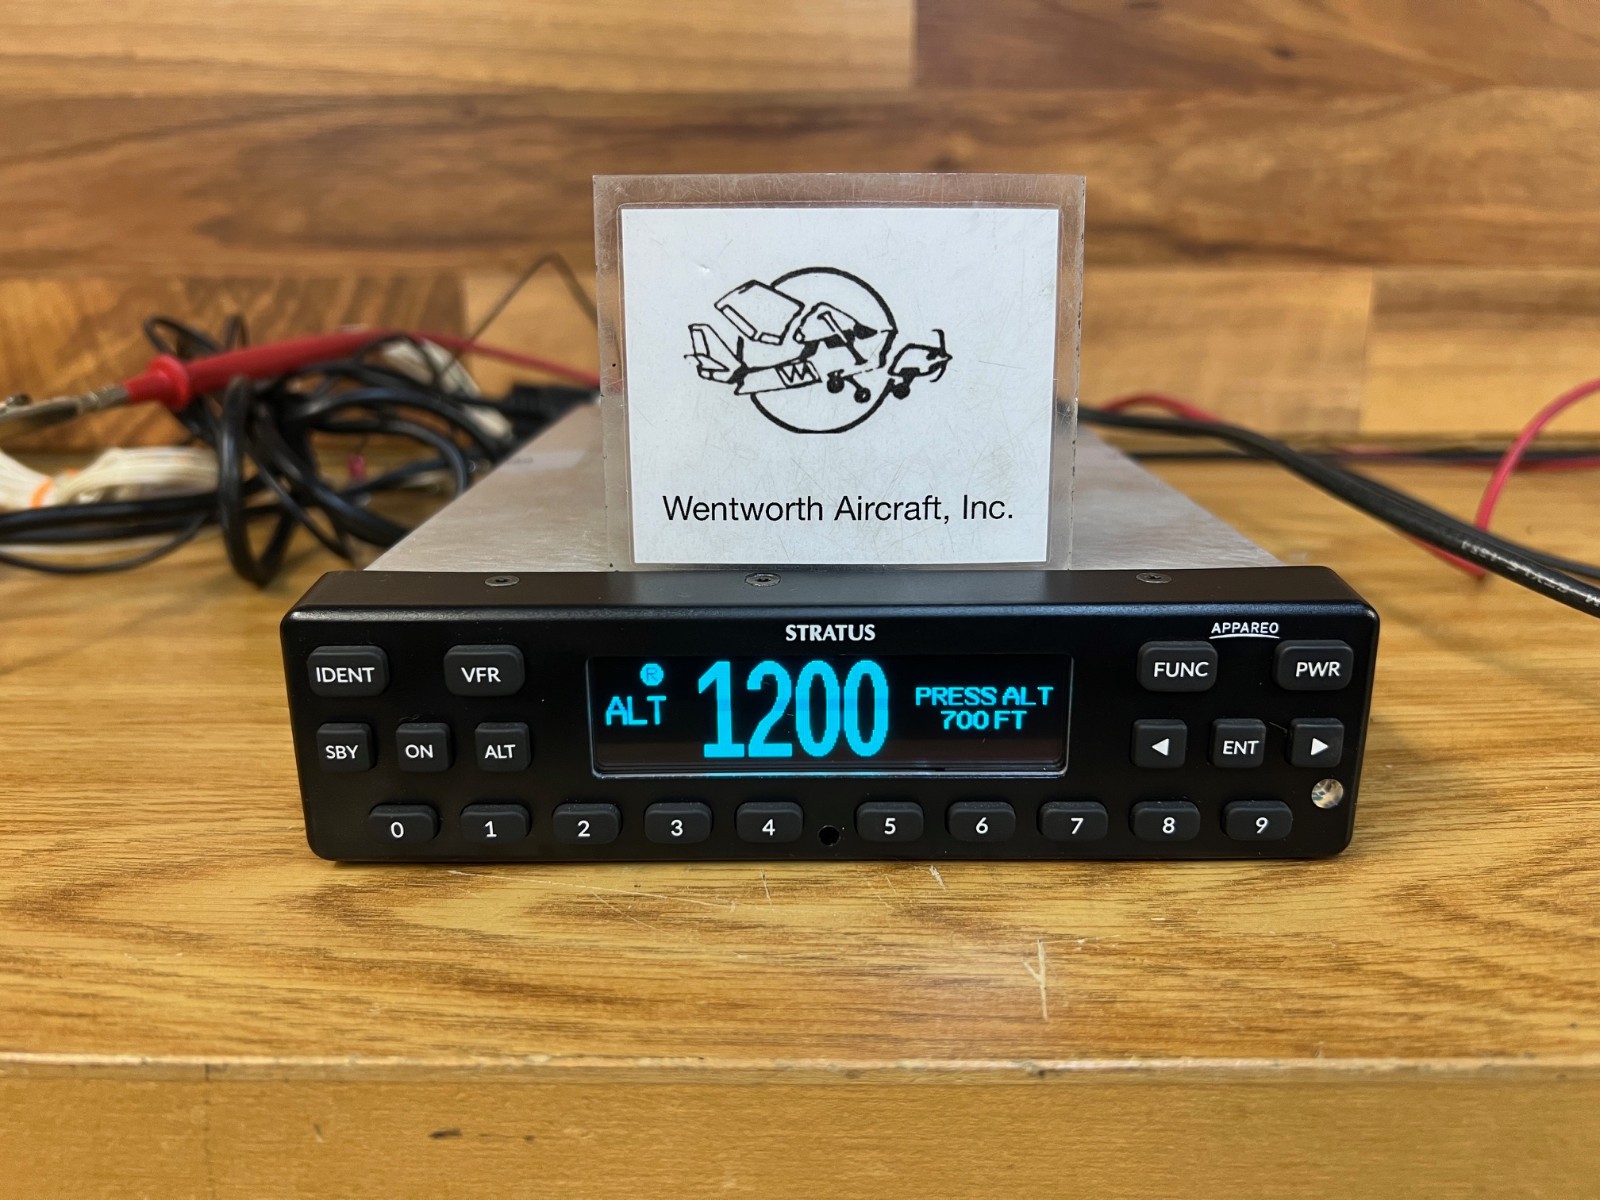 W
Wentworth Aircraft, Inc.
STRATUS
APPAREO
IDENT VFR
R
ALT 1200 PRESS ALT
700 FT
FUNC PWR
SBY ON ALT
ENT
0 1 2 3 4 5 6 7 8 9